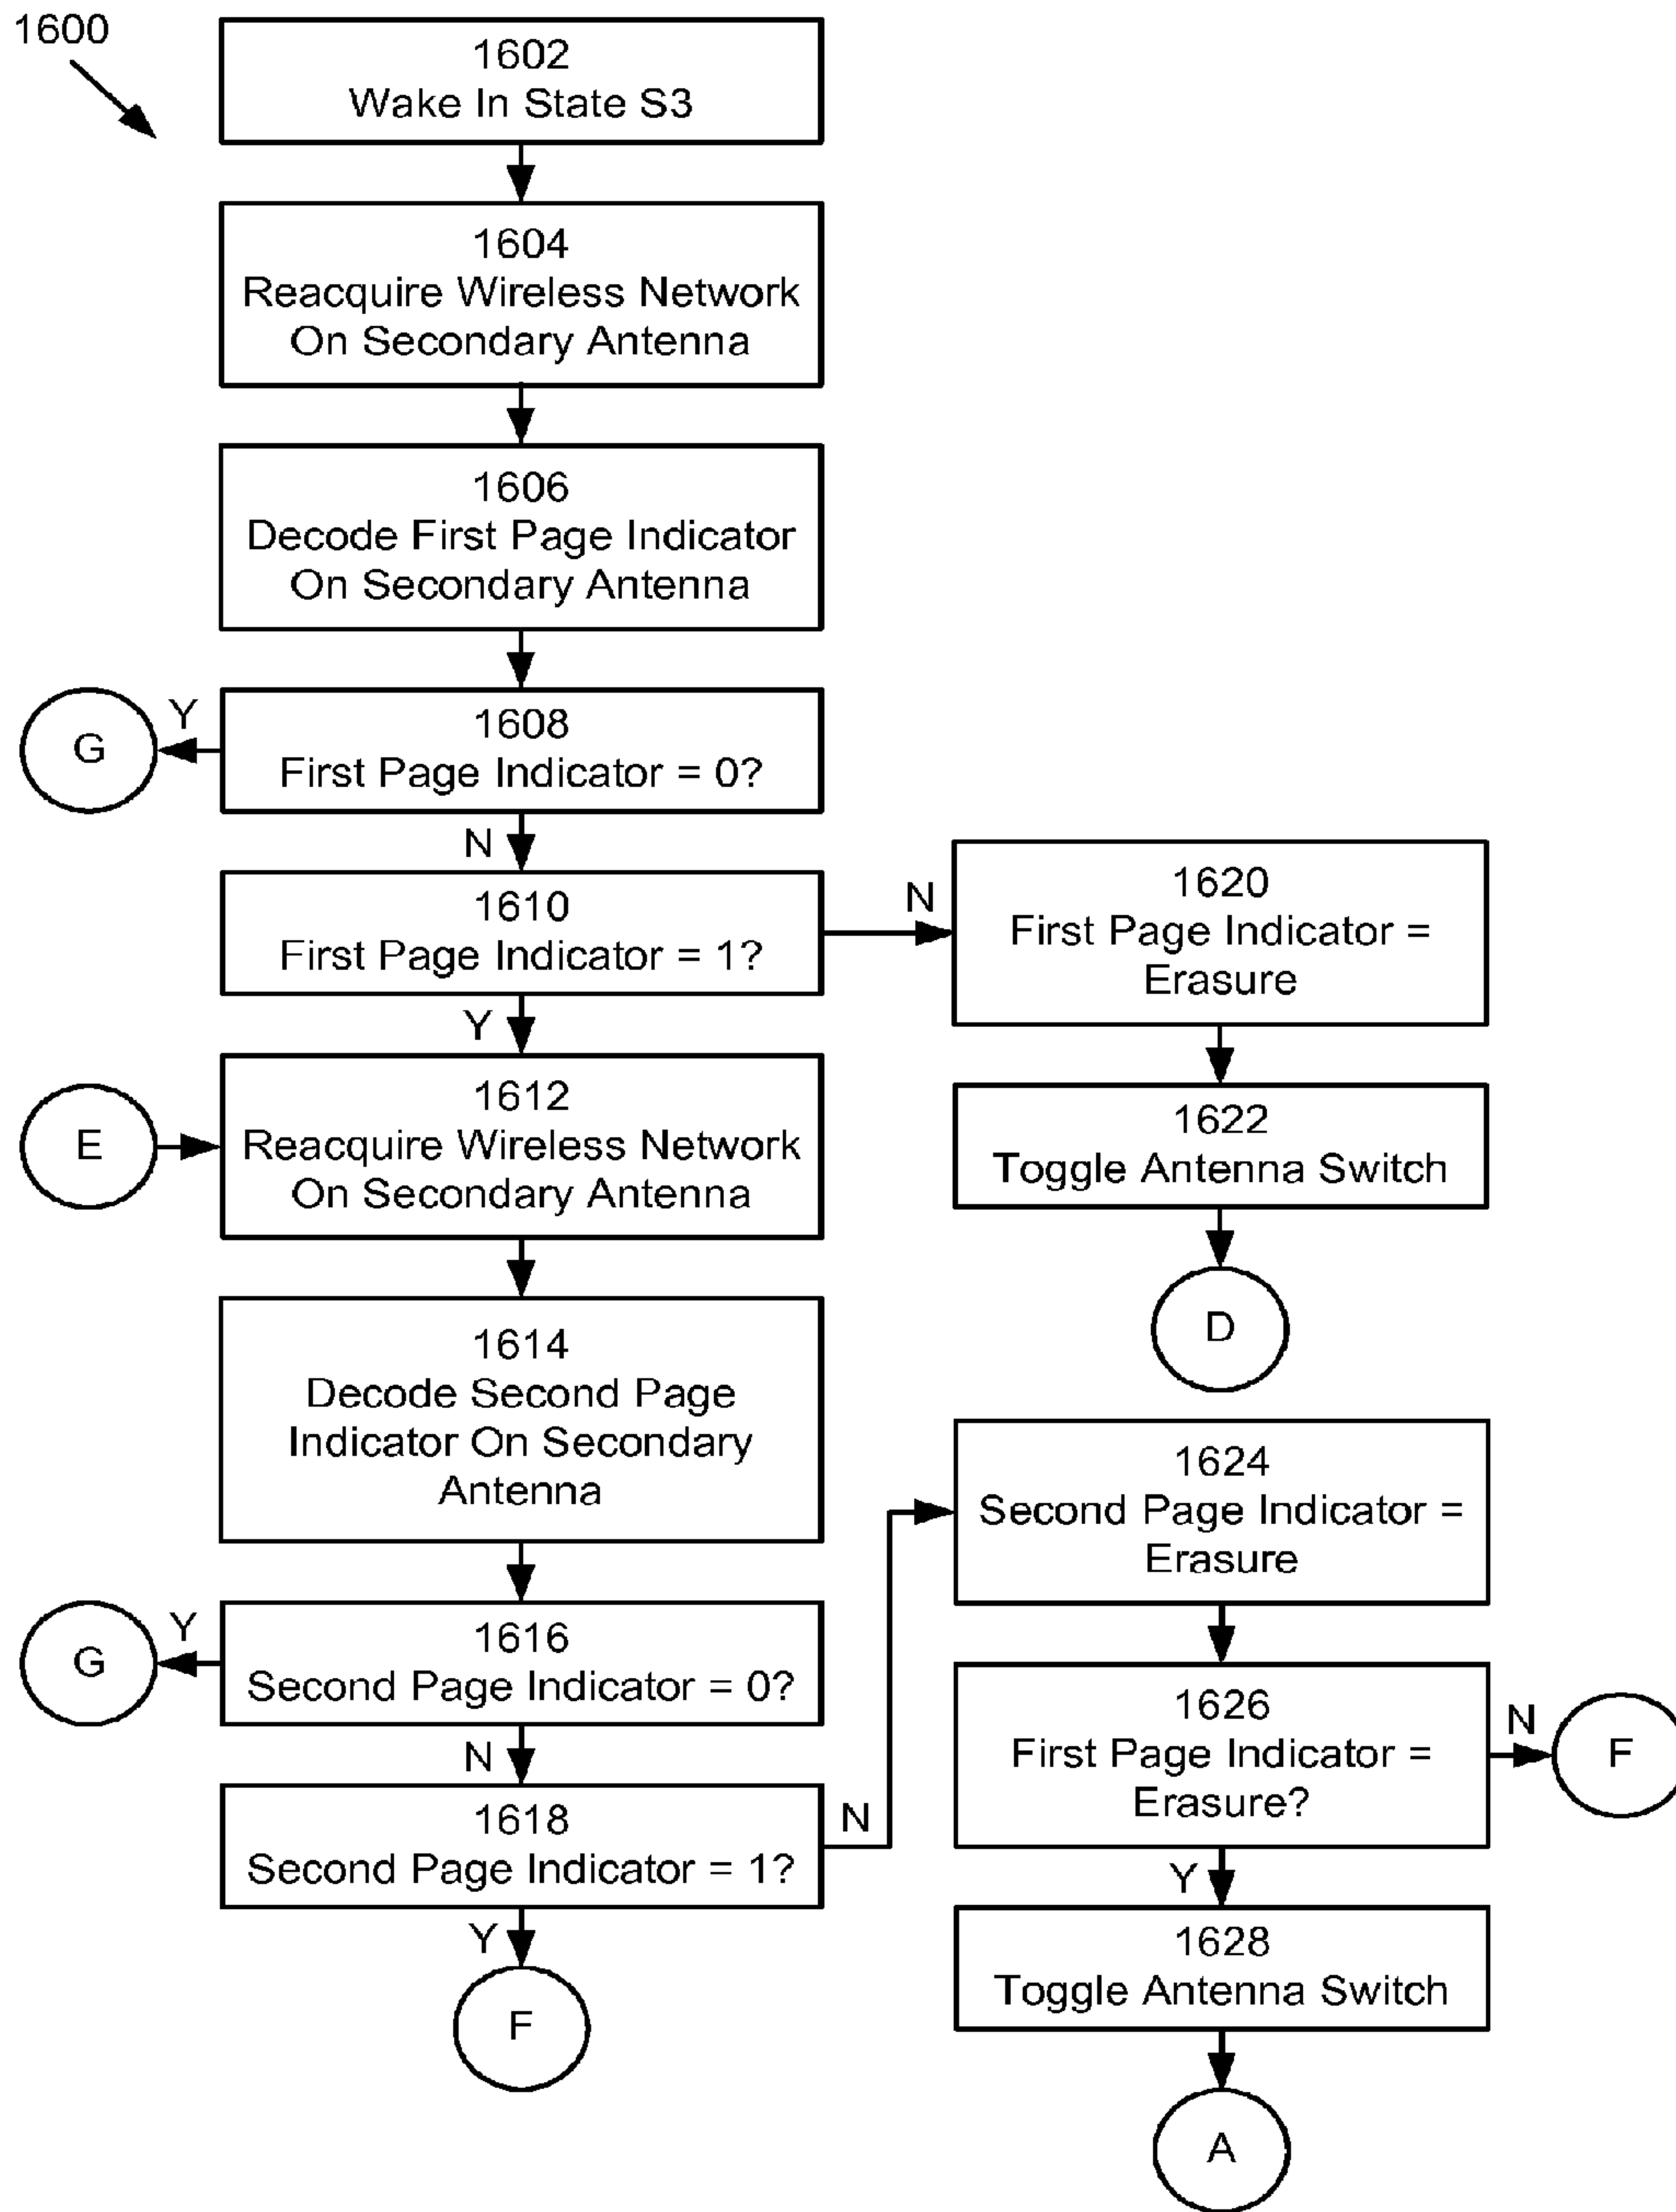 1600
1602
Wake In State S3
1604
Reacquire Wireless Network
On Secondary Antenna
1606
Decode First Page Indicator
On Secondary Antenna
G
Y
1608
First Page Indicator = 0?
N
1610
First Page Indicator = 1?
N
1620
First Page Indicator =
Erasure
Y
E
1612
Reacquire Wireless Network
On Secondary Antenna
1622
Toggle Antenna Switch
D
1614
Decode Second Page
Indicator On Secondary
Antenna
1624
Second Page Indicator =
Erasure
G
Y
1616
Second Page Indicator = 0?
N
1618
Second Page Indicator = 1?
N
1626
First Page Indicator =
Erasure?
N
F
Y
F
Y
1628
Toggle Antenna Switch
A